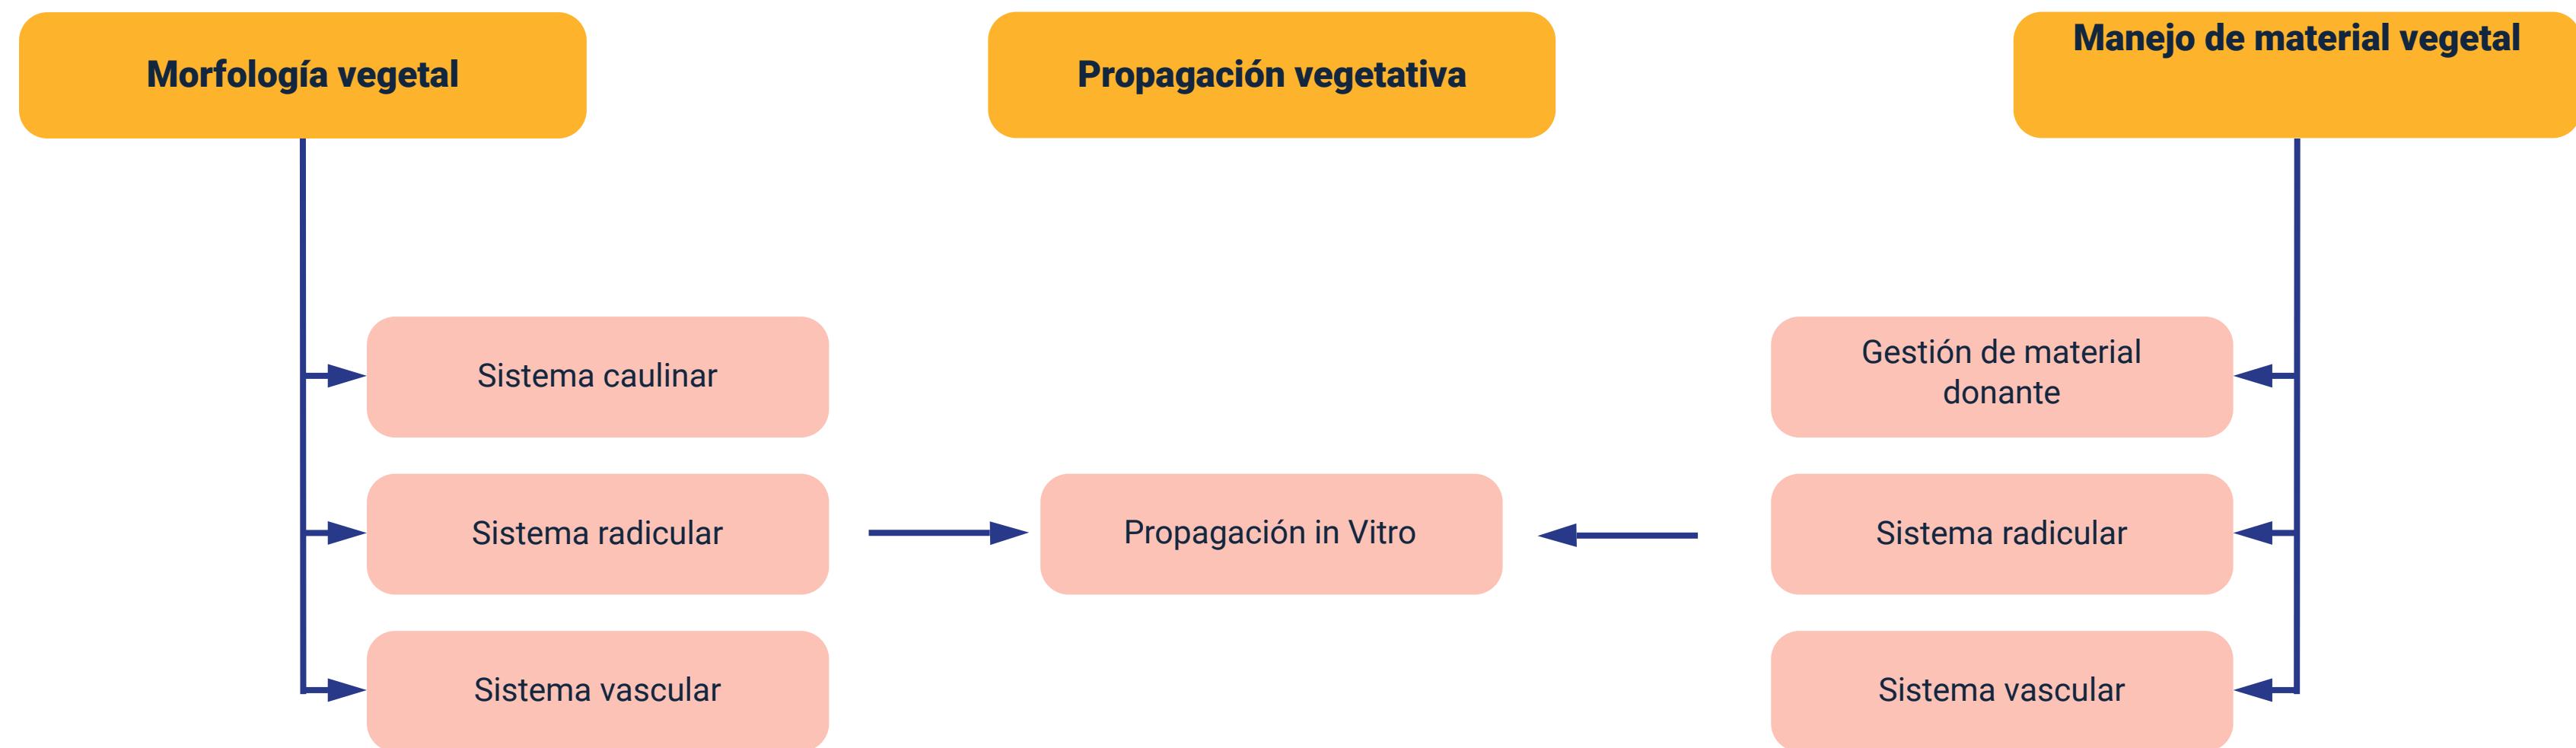 Morfología vegetal
Propagación vegetativa
Manejo de material vegetal
Sistema caulinar
Gestión de material
donante
Sistema radicular
Propagación in Vitro
Sistema radicular
Sistema vascular
Sistema vascular